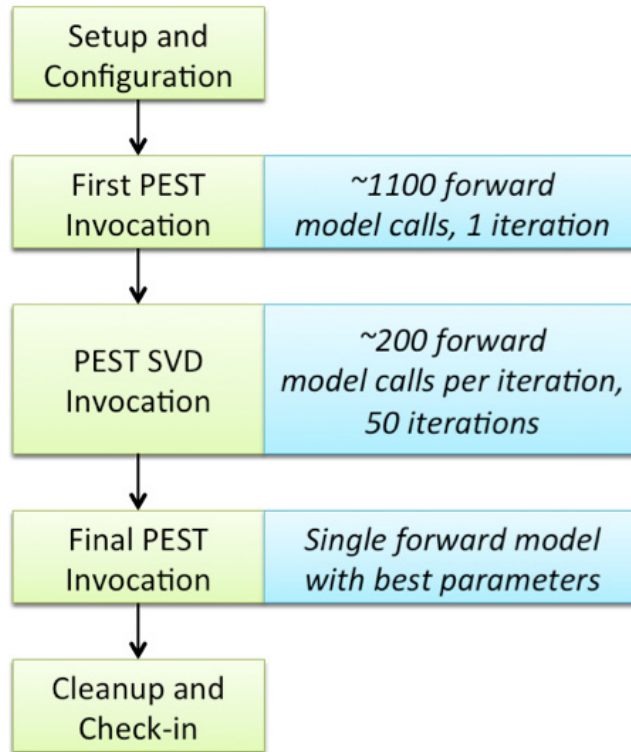 Setup and
Configuration
First PEST
Invocation
~1100 forward
model calls, 1 iteration
PEST SVD
Invocation
~200 forward
model calls per iteration,
50 iterations
Final PEST
Invocation
Single forward model
with best parameters
Cleanup and
Check-in